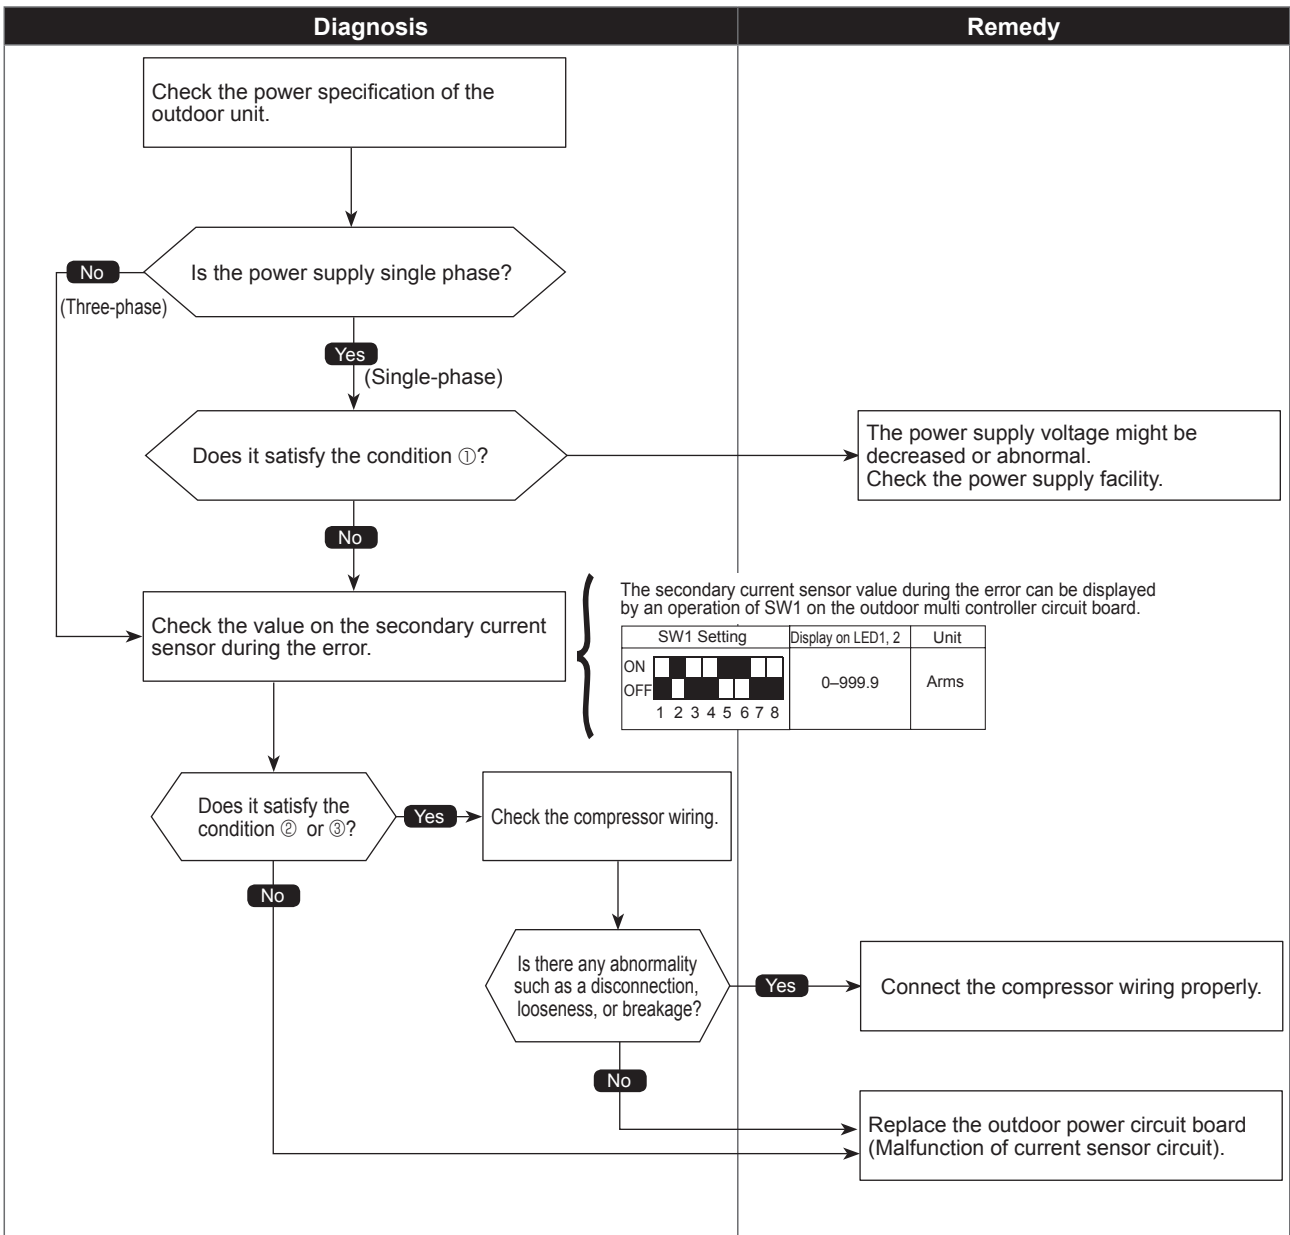 Diagnosis
Remedy
Check the power specification of the
outdoor unit.
Is the power supply single phase?
No
(Three-phase)
Yes
(Single-phase)
Does it satisfy the condition ①?
The power supply voltage might be
decreased or abnormal.
Check the power supply facility.
No
Check the value on the secondary current
sensor during the error.
The secondary current sensor value during the error can be displayed
by an operation of SW1 on the outdoor multi controller circuit board.
SW1 Setting
Display on LED1, 2
Unit
ON
OFF
1 2 3 4 5 6 7 8
0–999.9
Arms
Does it satisfy the
condition ② or ③?
Yes
Check the compressor wiring.
No
Is there any abnormality
such as a disconnection,
looseness, or breakage?
Yes
Connect the compressor wiring properly.
No
Replace the outdoor power circuit board
(Malfunction of current sensor circuit).